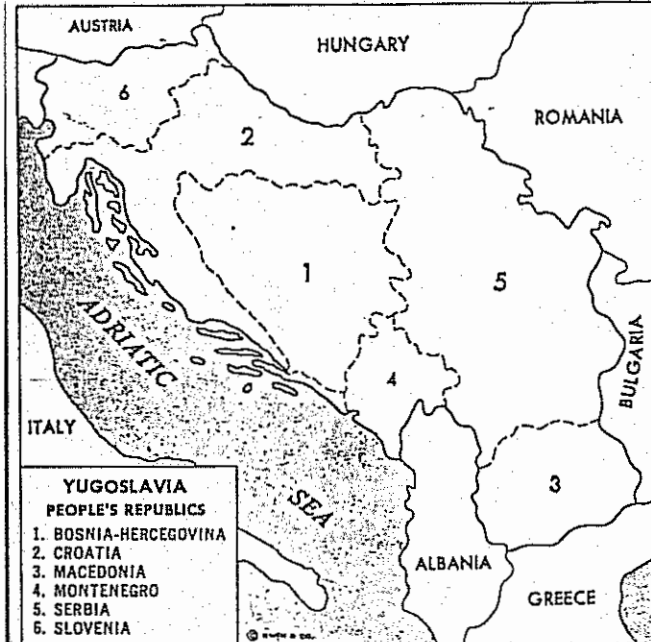 AUSTRIA
HUNGARY
6
2
ROMANIA
1
5
ADRIATIC
4
BULGARIA
ITALY
3
SEA
ALBANIA
GREECE
YUGOSLAVIA
PEOPLE'S REPUBLICS
1. BOSNIA-HERCEGOVINA
2. CROATIA
3. MACEDONIA
4. MONTENEGRO
5. SERBIA
6. SLOVENIA